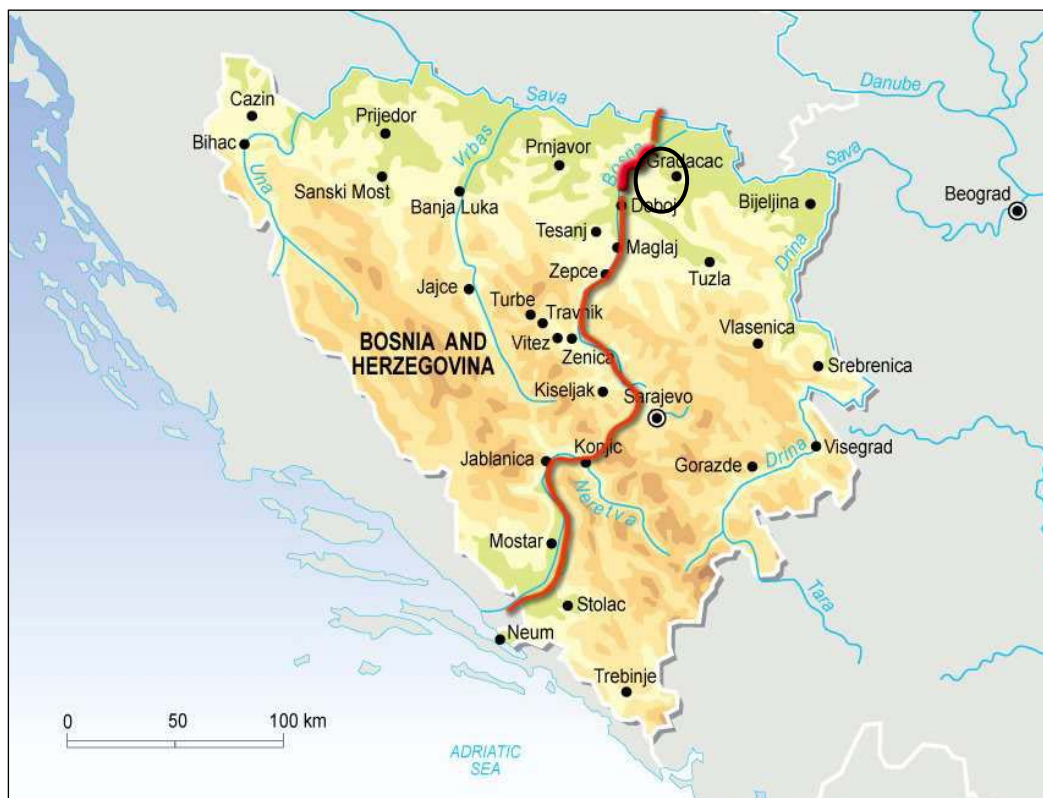 Danube
Sava
Cazin
Prijedor
Bihac
Una
Vrbas
Prnjavor
Bosna
Gradacac
Sava
Sanski Most
Banja Luka
Doboj
Bijeljina
Beograd
Tesanj
Maglaj
Drina
Zepce
Tuzla
Jajce
Turbe
Travnik
BOSNIA AND
HERZEGOVINA
Vitez
Zenica
Vlasenica
Srebrenica
Kiseljak
Sarajevo
Jablanica
Konjic
Gorazde
Drina
Visegrad
Neretva
Mostar
Tara
Stolac
Neum
Trebinje
0 50 100 km
ADRIATIC
SEA